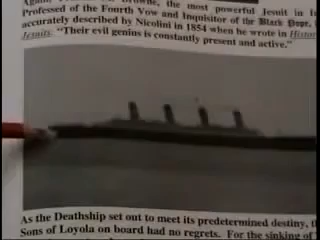 the most powerful Jesuit in
Professed of the Fourth Vow and Inquisitor of the Black Pope,
accurately described by Nicolini in 1854 when he wrote in Histor
Jesuits. "Their evil genius is constantly present and active."
As the Deathship set out to meet its predetermined destiny,
Sons of Loyola on board had no regrets. For the sinking of